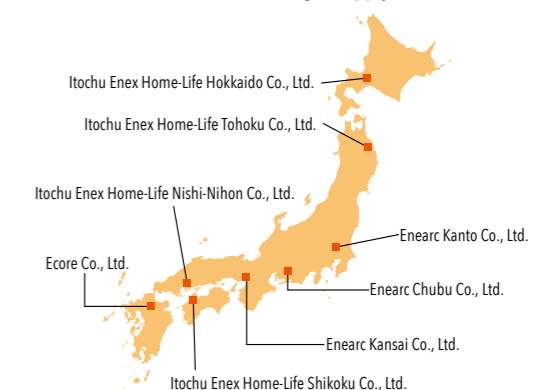 Itochu Enex Home-Life Hokkaido Co., Ltd.
Itochu Enex Home-Life Tohoku Co., Ltd.
Itochu Enex Home-Life Nishi-Nihon Co., Ltd.
Enearc Kanto Co., Ltd.
Ecore Co., Ltd.
Enearc Chubu Co., Ltd.
Enearc Kansai Co., Ltd.
Itochu Enex Home-Life Shikoku Co., Ltd.